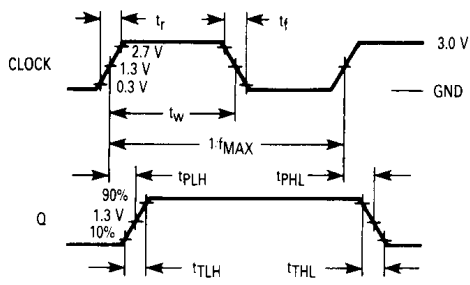 tr
tf
2.7 V
3.0 V
CLOCK
1.3 V
0.3 V
GND
tw
1/fMAX
tPLH
tPHL
90%
Q
1.3 V
10%
tTLH
tTHL